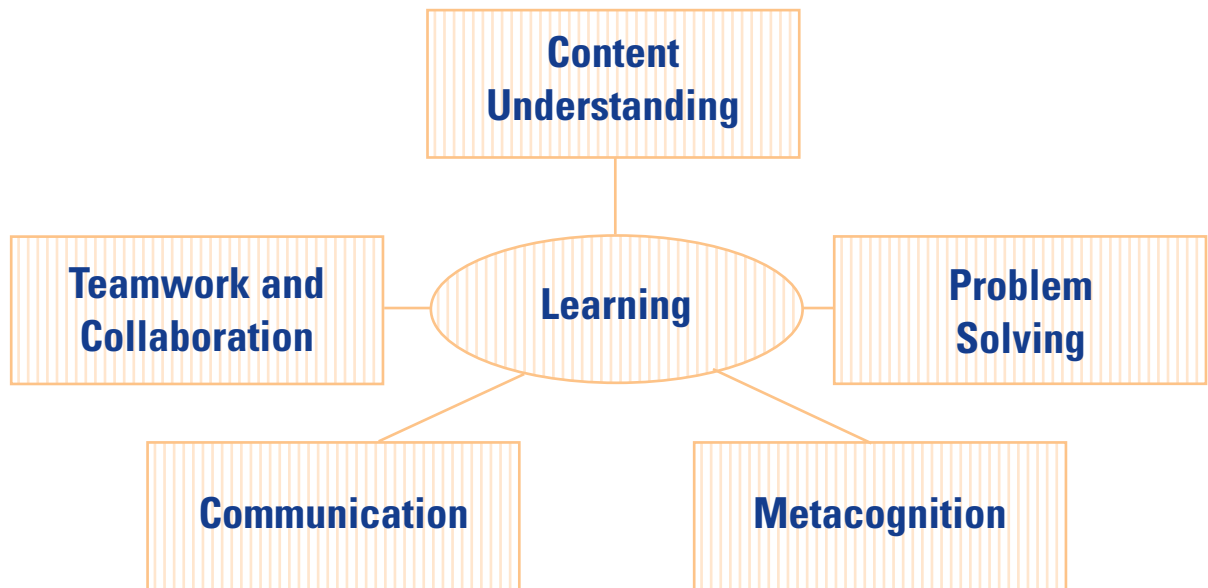 Content
Understanding
Teamwork and
Collaboration
Learning
Problem
Solving
Communication
Metacognition